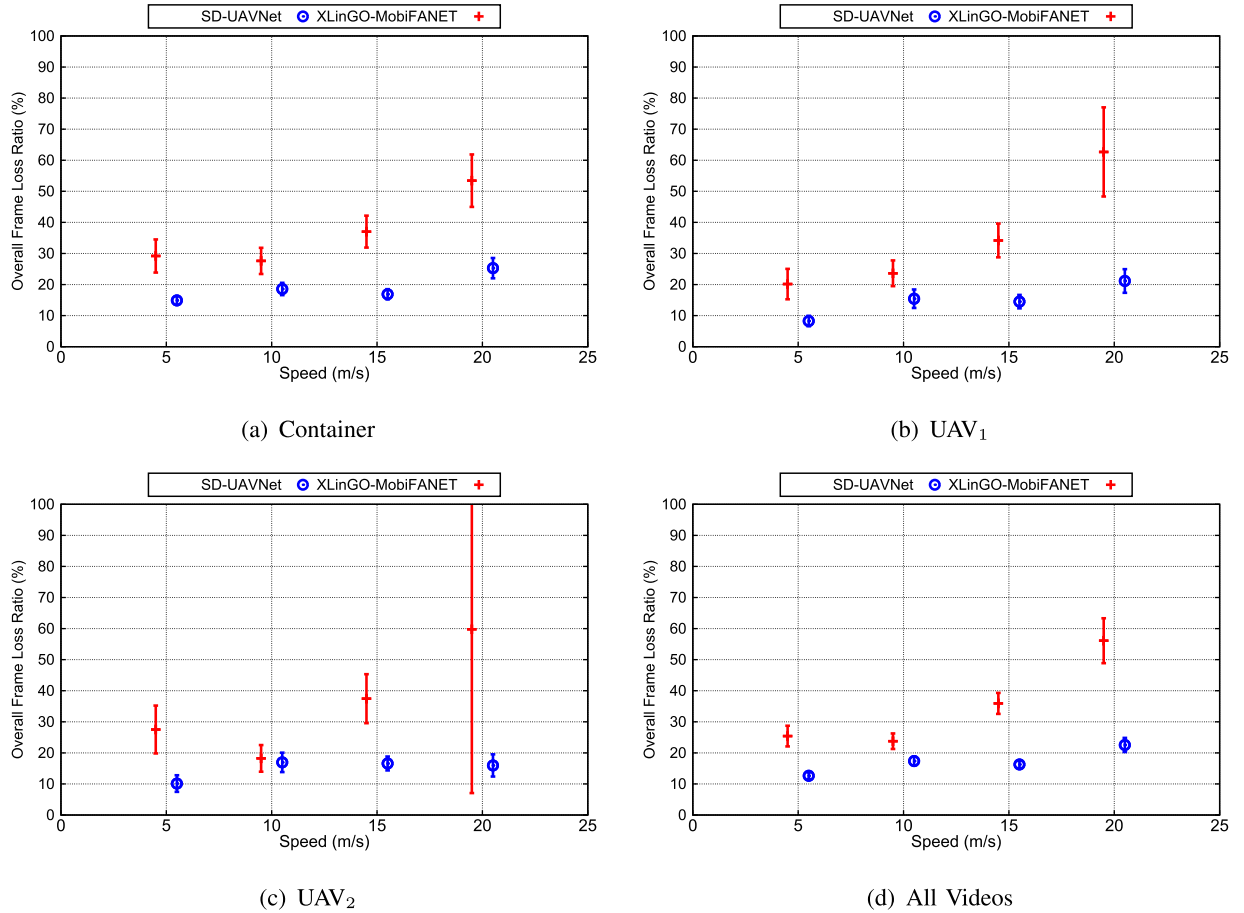 SD-UAVNet XLinGO-MobiFANET
Overall Frame Loss Ratio (%)
100
90
80
70
60
50
40
30
20
10
0
0 5 10 15 20 25
Speed (m/s)
(a) Container
SD-UAVNet XLinGO-MobiFANET
Overall Frame Loss Ratio (%)
100
90
80
70
60
50
40
30
20
10
0
0 5 10 15 20 25
Speed (m/s)
(b) UAV₁
SD-UAVNet XLinGO-MobiFANET
Overall Frame Loss Ratio (%)
100
90
80
70
60
50
40
30
20
10
0
0 5 10 15 20 25
Speed (m/s)
(c) UAV₂
SD-UAVNet XLinGO-MobiFANET
Overall Frame Loss Ratio (%)
100
90
80
70
60
50
40
30
20
10
0
0 5 10 15 20 25
Speed (m/s)
(d) All Videos